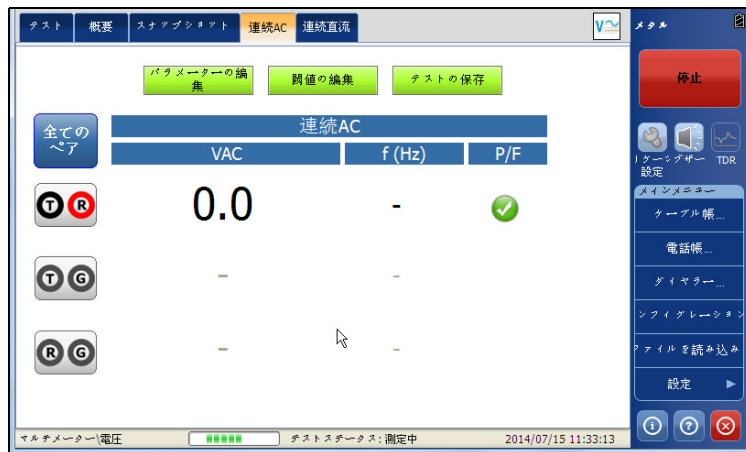 テスト
概要
スナップショット
連続AC
連続直流
メタル
パラメーターの編
集
閾値の編集
テストの保存
停止
全ての
ペア
連続AC
VAC
f (Hz)
P/F
T R
0.0
-
T G
-
-
R G
-
-
設定
TDR
メインメニュー
ケーブル帳...
電話帳...
ダイヤラー...
ンフィグレーション
ファイルを読み込み
設定
マルチメーター\電圧
テストステータス: 測定中
2014/07/15 11:33:13